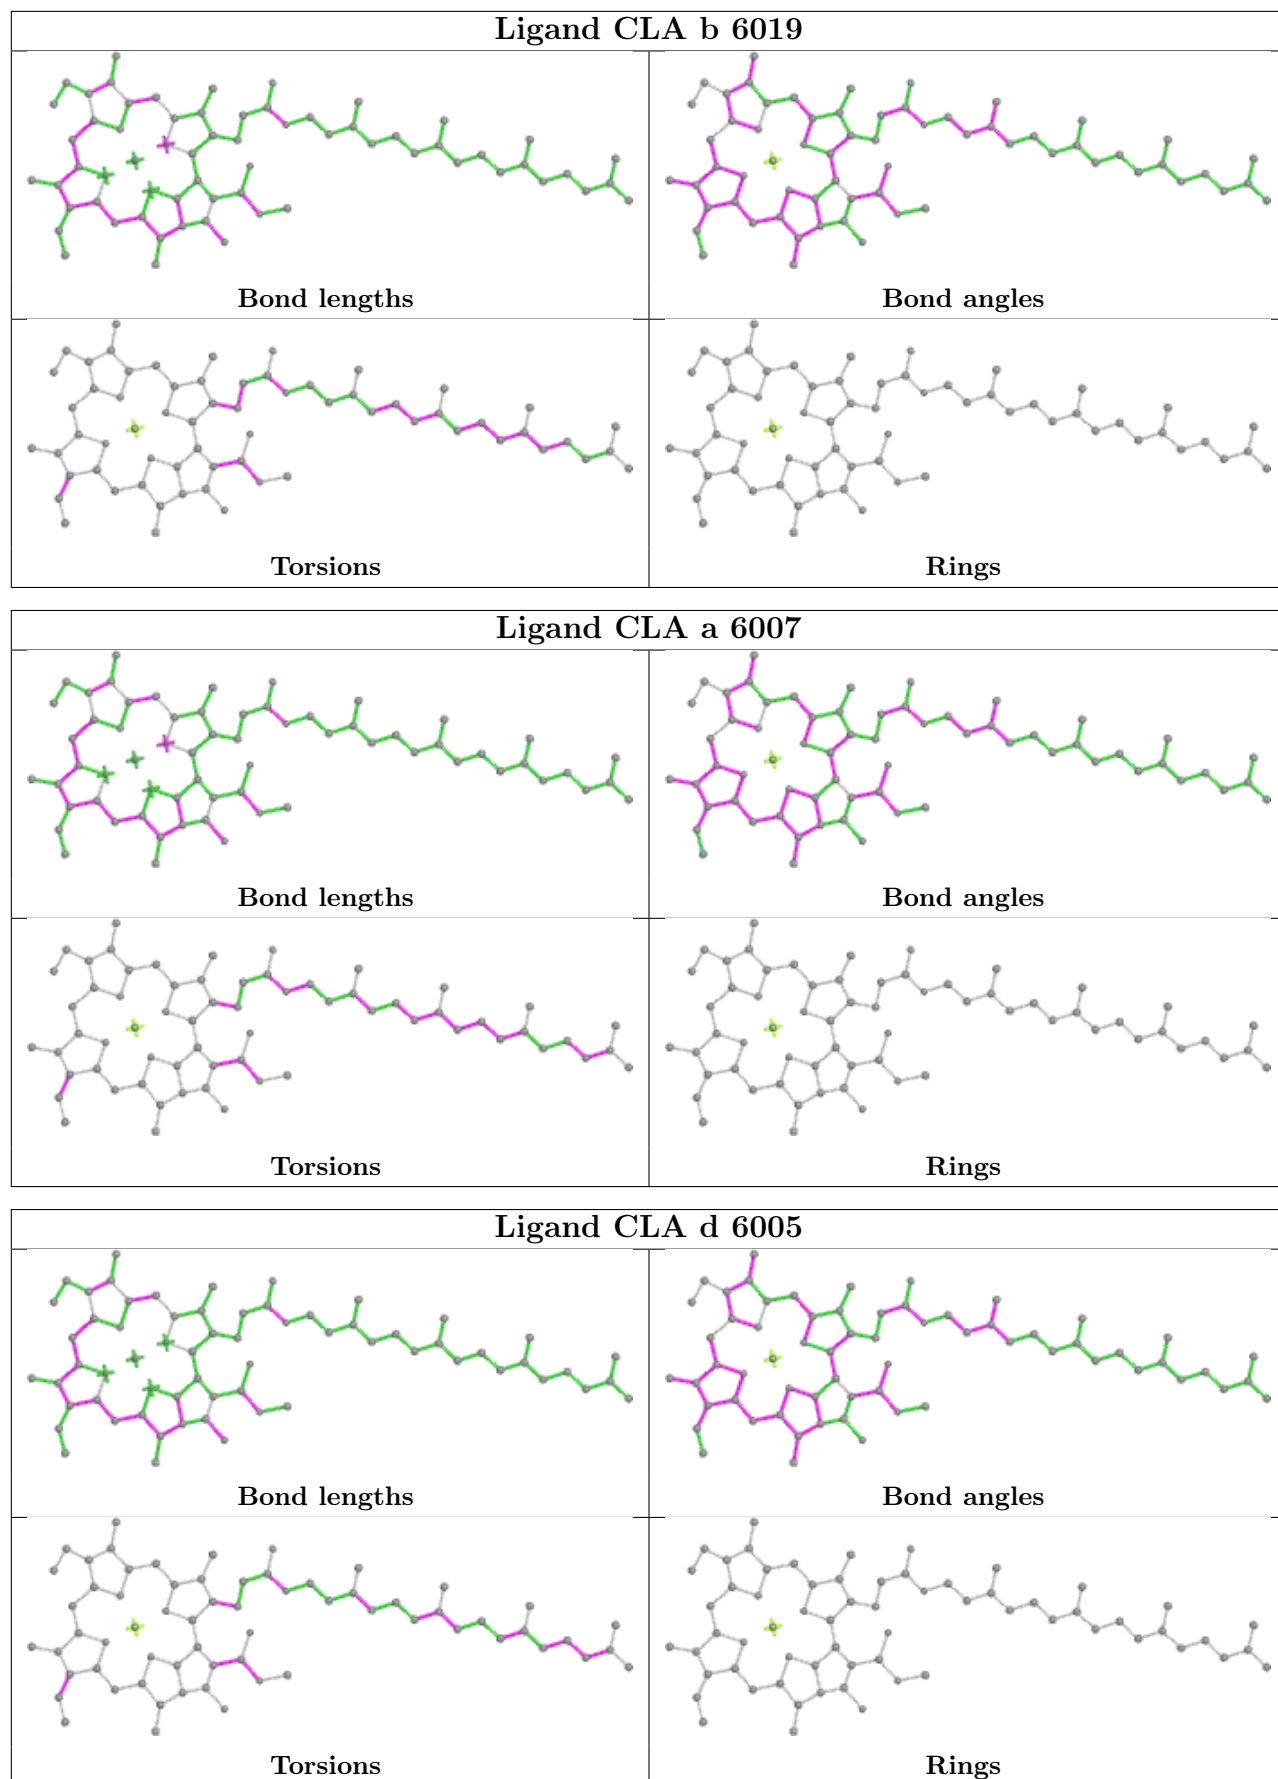 Ligand CLA b 6019
Bond lengths
Bond angles
Torsions
Rings
Ligand CLA a 6007
Bond lengths
Bond angles
Torsions
Rings
Ligand CLA d 6005
Bond lengths
Bond angles
Torsions
Rings